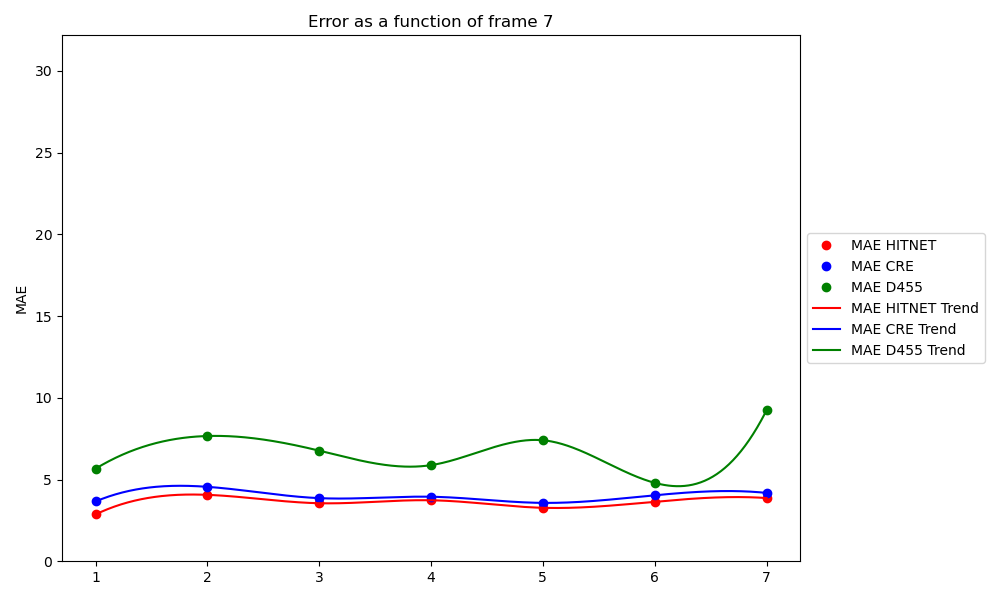 Error as a function of frame 7
MAE
30
25
20
15
10
5
0
1 2 3 4 5 6 7
MAE HITNET
MAE CRE
MAE D455
MAE HITNET Trend
MAE CRE Trend
MAE D455 Trend